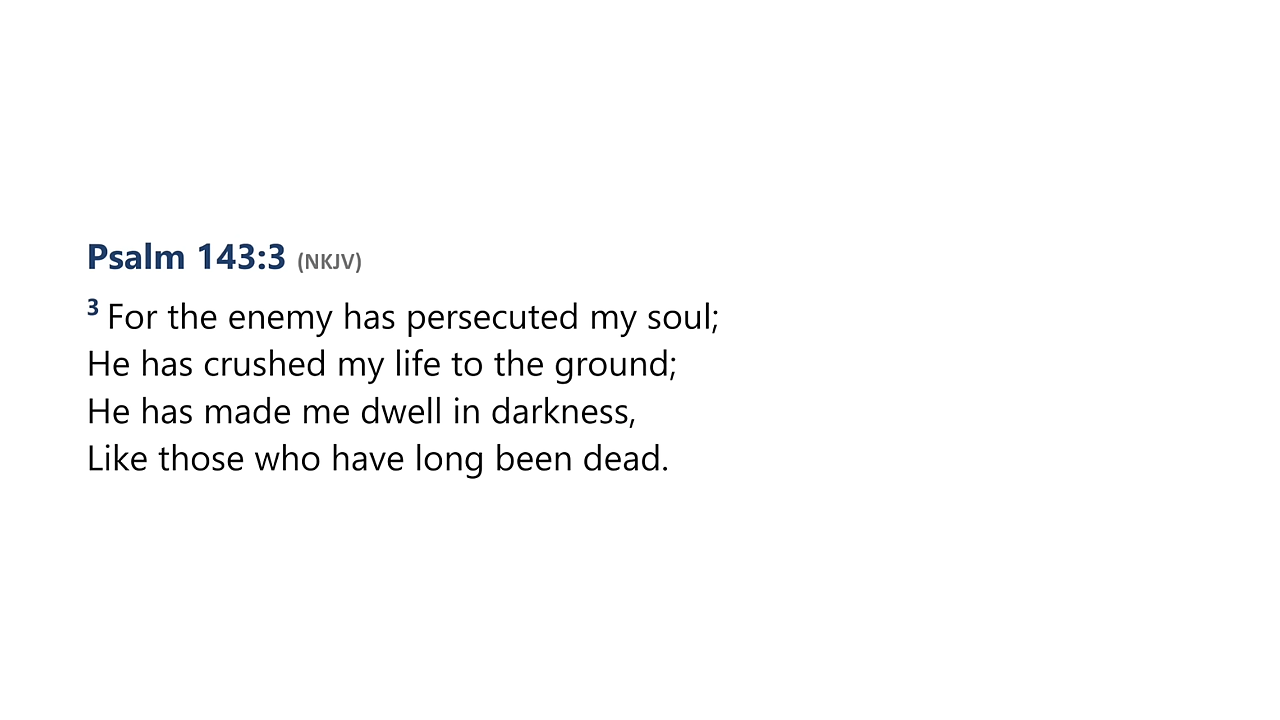 Psalm 143:3 (NKJV)
3 For the enemy has persecuted my soul;
He has crushed my life to the ground;
He has made me dwell in darkness,
Like those who have long been dead.